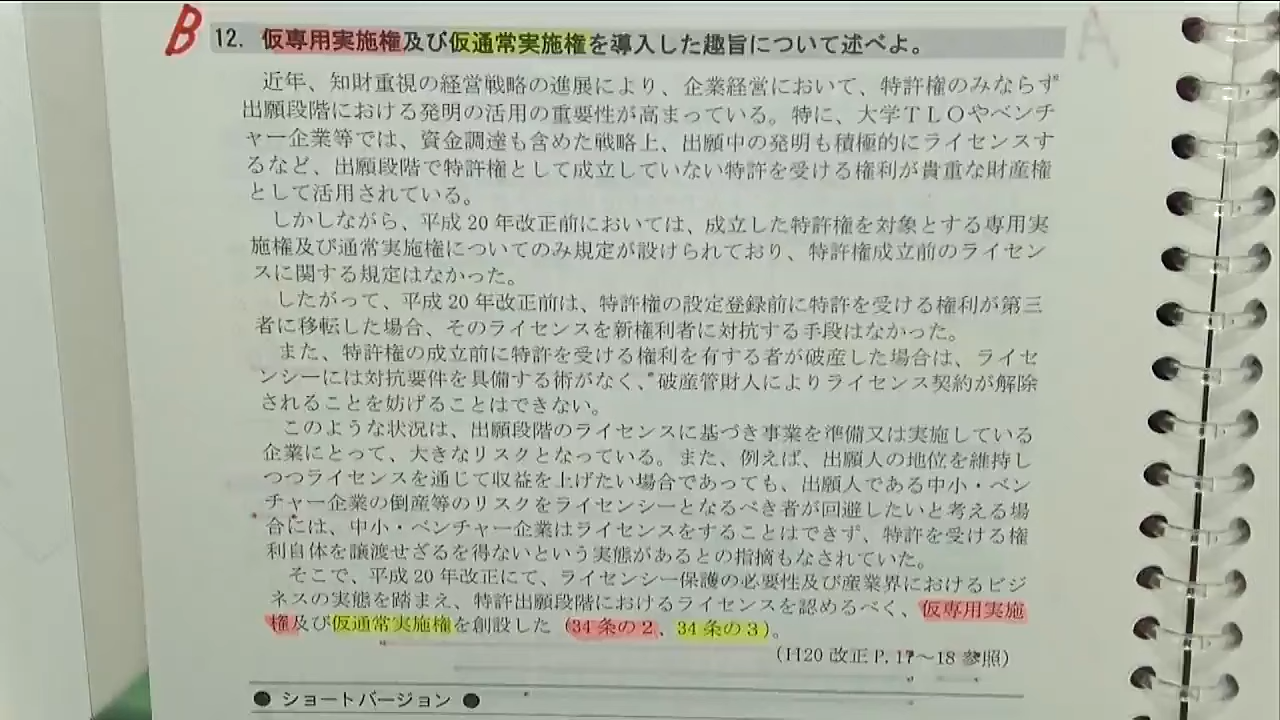 B 12. 仮専用実施権及び仮通常実施権を導入した趣旨について述べよ。
A
近年、知財重視の経営戦略の進展により、企業経営において、特許権のみならず
出願段階における発明の活用の重要性が高まっている。特に、大学TLOやベンチ
ャー企業等では、資金調達も含めた戦略上、出願中の発明も積極的にライセンスす
るなど、出願段階で特許権として成立していない特許を受ける権利が貴重な財産権
として活用されている。
しかしながら、平成20年改正前においては、成立した特許権を対象とする専用実
施権及び通常実施権についてのみ規定が設けられており、特許権成立前のライセン
スに関する規定はなかった。
したがって、平成20年改正前は、特許権の設定登録前に特許を受ける権利が第三
者に移転した場合、そのライセンスを新権利者に対抗する手段はなかった。
また、特許権の成立前に特許を受ける権利を有する者が破産した場合は、ライセ
ンシーには対抗要件を具備する術がなく、破産管財人によりライセンス契約が解除
されることを妨げることはできない。
このような状況は、出願段階のライセンスに基づき事業を準備又は実施している
企業にとって、大きなリスクとなっている。また、例えば、出願人の地位を維持し
つつライセンスを通じて収益を上げたい場合であっても、出願人である中小・ベン
チャー企業の倒産等のリスクをライセンシーとなるべき者が回避したいと考える場
合には、中小・ベンチャー企業はライセンスをすることはできず、特許を受ける権
利自体を譲渡せざるを得ないという実態があるとの指摘もなされていた。
そこで、平成20年改正にて、ライセンシー保護の必要性及び産業界におけるビジ
ネスの実態を踏まえ、特許出願段階におけるライセンスを認めるべく、仮専用実施
権及び仮通常実施権を創設した（34条の2、34条の3）。
（H20改正P.17～18参照）
● ショートバージョン ●